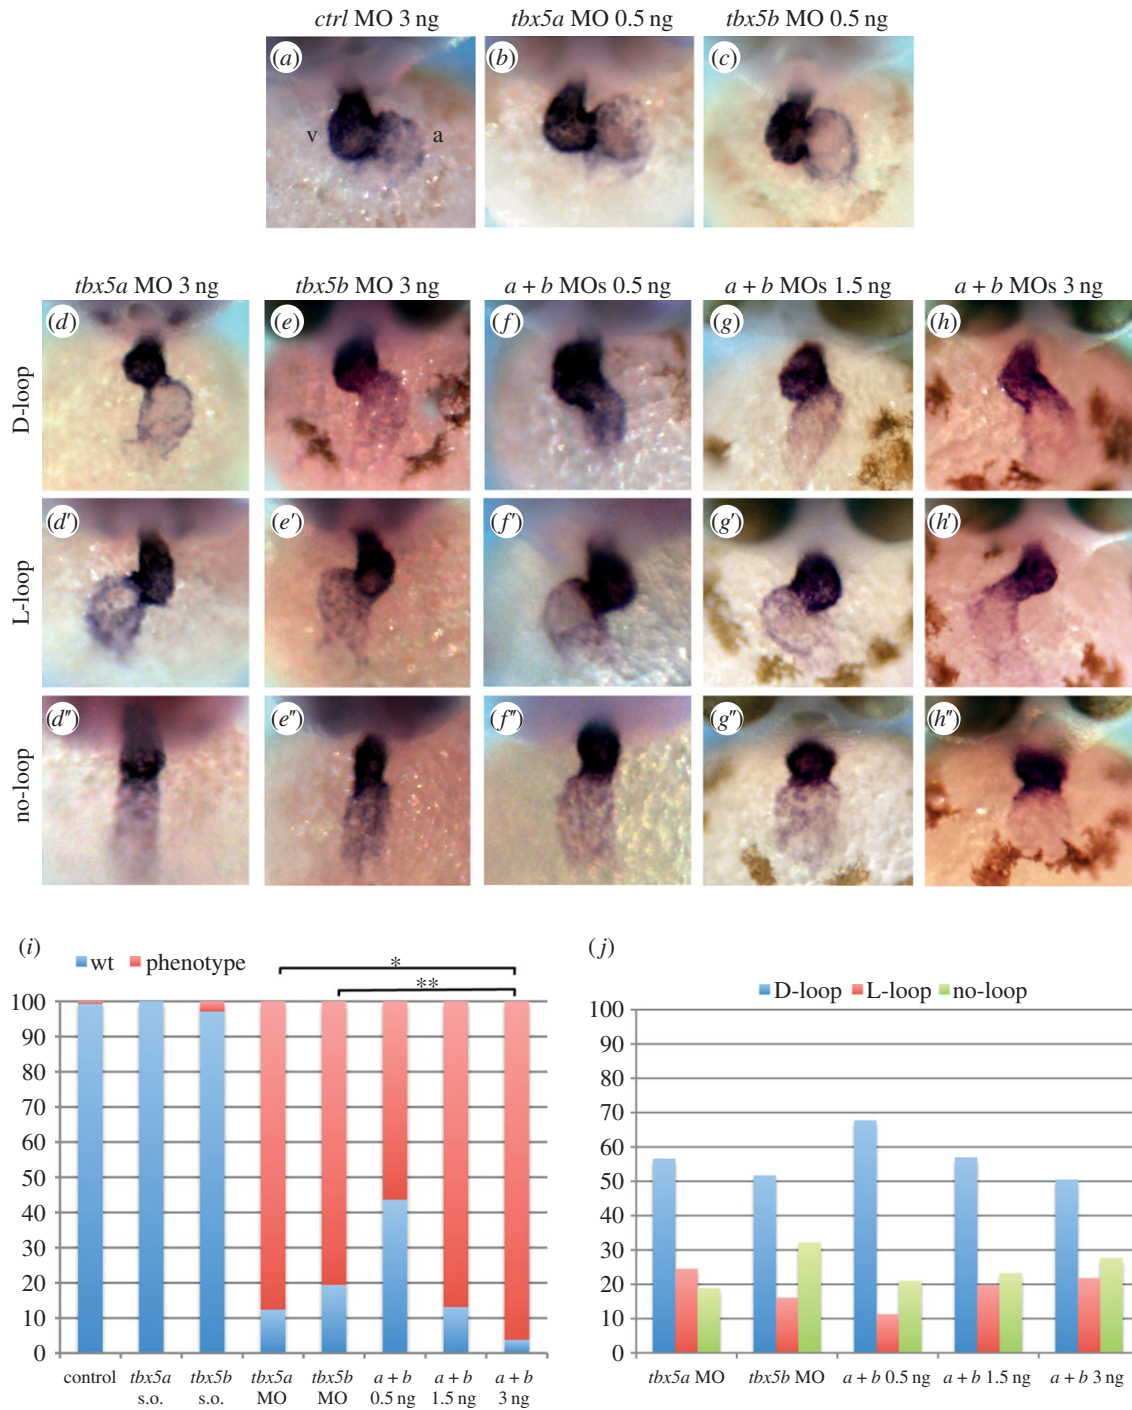 ctrl MO 3 ng
tbx5a MO 0.5 ng
tbx5b MO 0.5 ng
(a)
(b)
(c)
v
a
tbx5a MO 3 ng
tbx5b MO 3 ng
a + b MOs 0.5 ng
a + b MOs 1.5 ng
a + b MOs 3 ng
D-loop
(d)
(e)
(f)
(g)
(h)
L-loop
(d')
(e')
(f')
(g')
(h')
no-loop
(d")
(e")
(f")
(g")
(h")
(i)
wt
phenotype
*
**
100
90
80
70
60
50
40
30
20
10
0
control
tbx5a s.o.
tbx5b s.o.
tbx5a MO
tbx5b MO
a + b 0.5 ng
a + b 1.5 ng
a + b 3 ng
(j)
D-loop
L-loop
no-loop
100
90
80
70
60
50
40
30
20
10
0
tbx5a MO
tbx5b MO
a + b 0.5 ng
a + b 1.5 ng
a + b 3 ng